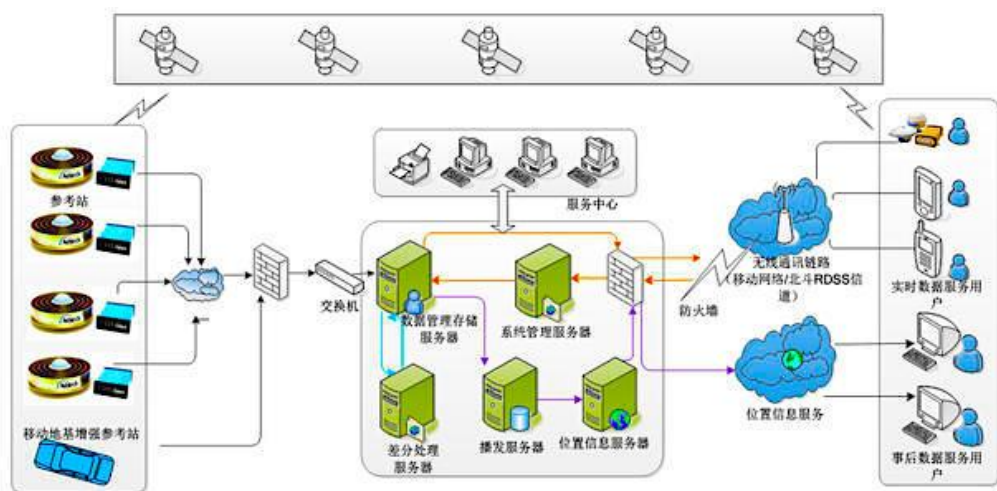 参考站
服务中心
无线通讯链路
（移动网络/北斗RDSS信
道）
实时数据服务用
户
交换机
数据管理存储
服务器
系统管理服务器
防火墙
位置信息服务
移动地基增强参考站
差分处理
服务器
播发服务器
位置信息服务器
事后数据服务用
户